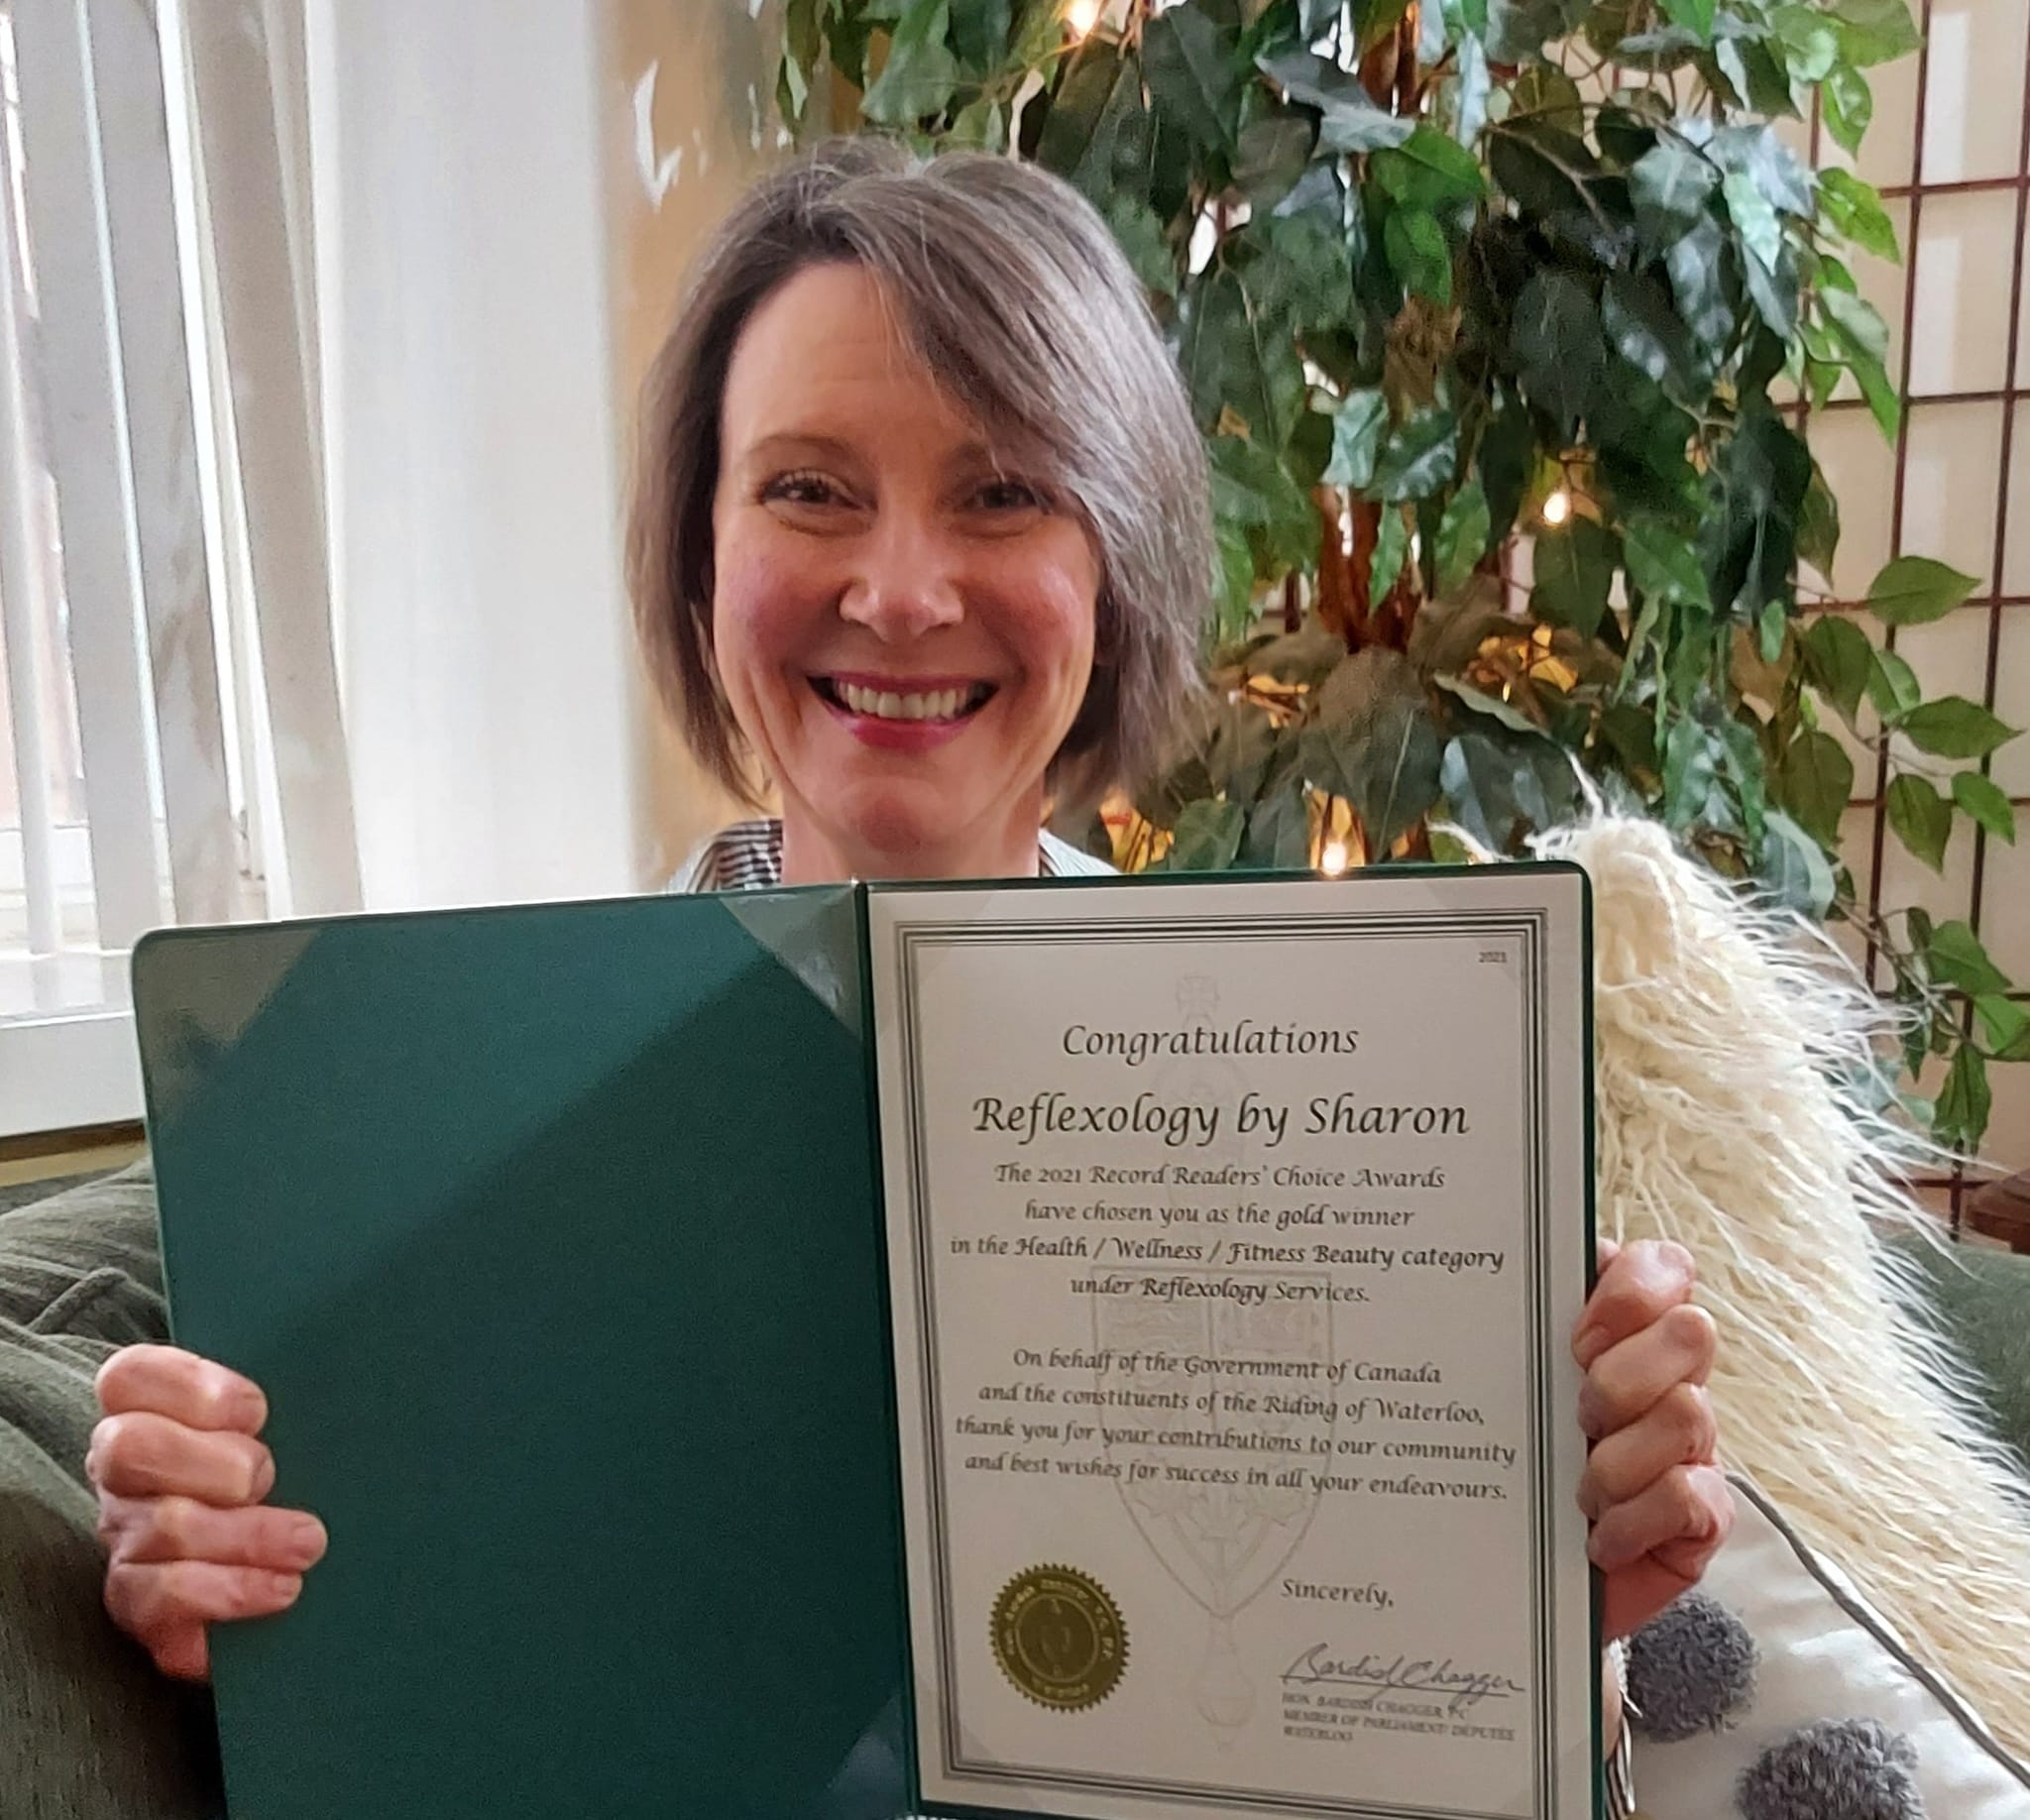 2021
Congratulations
Reflexology by Sharon
The 2021 Record Readers' Choice Awards
have chosen you as the gold winner
in the Health / Wellness / Fitness Beauty category
under Reflexology Services.
On behalf of the Government of Canada
and the constituents of the Riding of Waterloo,
thank you for your contributions to our community
and best wishes for success in all your endeavours.
Sincerely,
Bardish Chagger
HON. BARDISH CHAGGER P.C
MEMBER OF PARLIAMENT/ DÉPUTÉE
WATERLOO